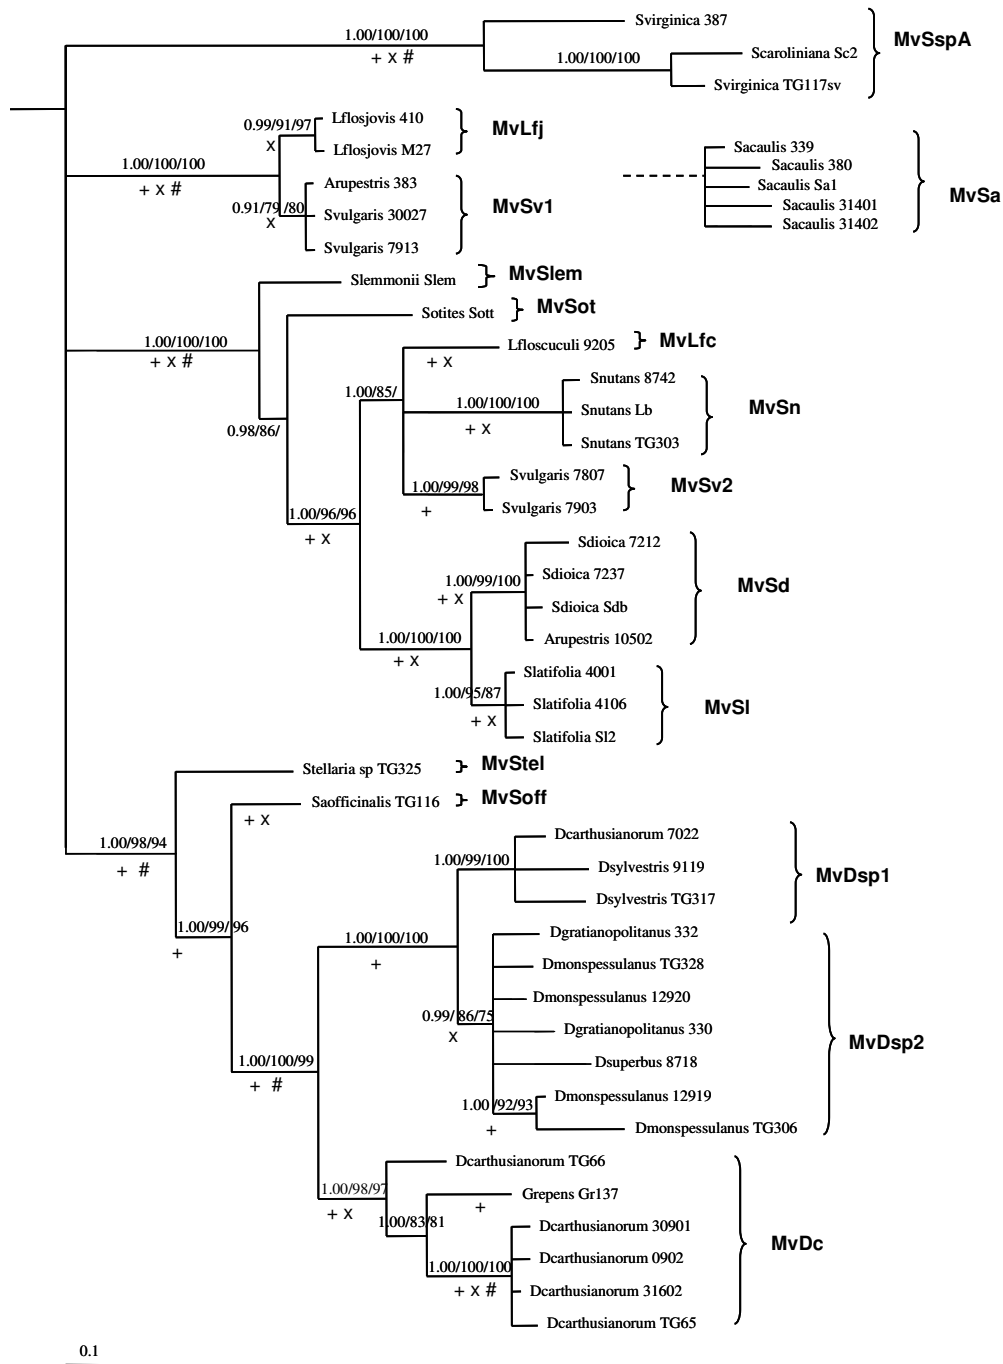 Svirginica 387
1.00/100/100
+ x #
MvSspA
Scaroliniana Sc2
1.00/100/100
Svirginica TG117sv
Lflosjovis 410
0.99/91/97
x
MvLfj
Lflosjovis M27
1.00/100/100
+ x #
Arupestris 383
0.91/79/80
x
Svulgaris 30027
MvSv1
Svulgaris 7913
Sacaulis 339
Sacaulis 380
Sacaulis Sa1
MvSa
Sacaulis 31401
Sacaulis 31402
Slemmonii Slem
MvSlem
Sotites Sott
MvSot
1.00/100/100
+ x #
Lfloscuculi 9205
MvLfc
+ x
Snutans 8742
1.00/85/
1.00/100/100
Snutans Lb
MvSn
+ x
0.98/86/
Snutans TG303
Svulgaris 7807
1.00/99/98
MvSv2
+
Svulgaris 7903
1.00/96/96
+ x
Sdioica 7212
1.00/99/100
Sdioica 7237
MvSd
+ x
Sdioica Sdb
1.00/100/100
Arupestris 10502
+ x
Slatifolia 4001
1.00/95/87
Slatifolia 4106
MvSl
+ x
Slatifolia Sl2
Stellaria sp TG325
MvStel
Saofficinalis TG116
MvSoff
+ x
1.00/98/94
+ #
Dcarthusianorum 7022
1.00/99/100
Dsylvestris 9119
MvDsp1
Dsylvestris TG317
1.00/99/96
+
Dgratianopolitanus 332
1.00/100/100
+
Dmonspessulanus TG328
Dmonspessulanus 12920
0.99/86/75
x
Dgratianopolitanus 330
MvDsp2
1.00/100/99
+ #
Dsuperbus 8718
Dmonspessulanus 12919
1.00/92/93
+
Dmonspessulanus TG306
Dcarthusianorum TG66
1.00/98/97
+ x
Grepens Gr137
+
1.00/83/81
Dcarthusianorum 30901
MvDc
Dcarthusianorum 0902
1.00/100/100
+ x #
Dcarthusianorum 31602
Dcarthusianorum TG65
0.1